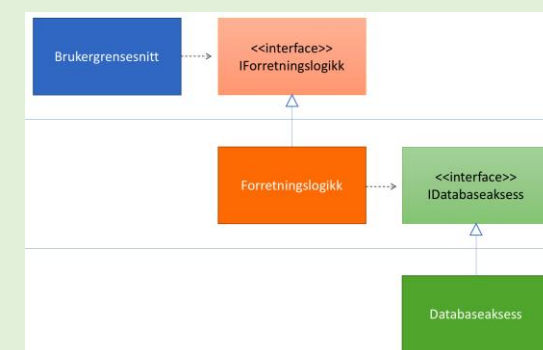 Brukergrensesnitt
<<interface>>
IForretningslogikk
Forretningslogikk
<<interface>>
IDatabaseaksess
Databaseaksess